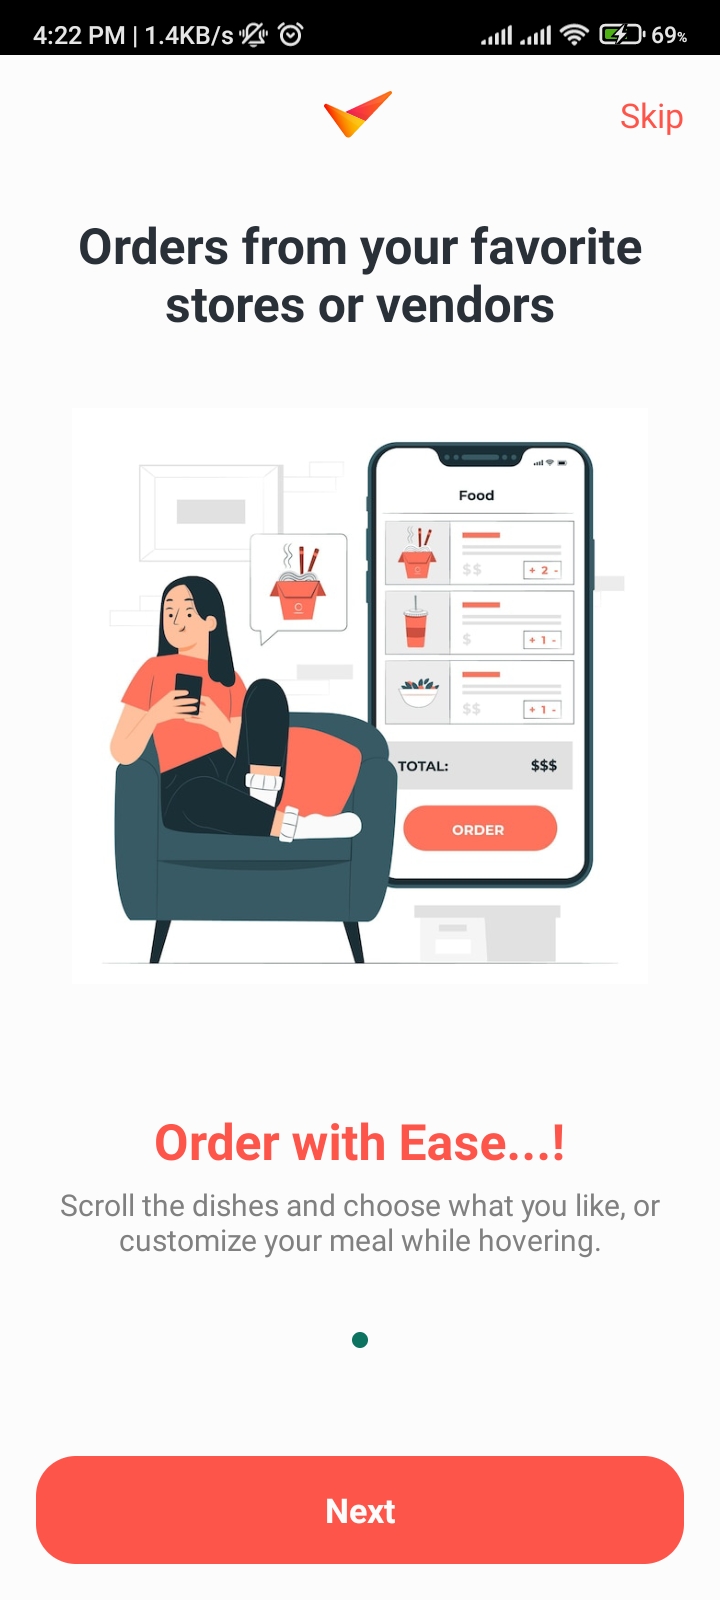 4:22 PM | 1.4KB/s 69%
Skip
Orders from your favorite
stores or vendors
Food
$$ + 2 -
$ + 1 -
$$ + 1 -
TOTAL: $$$
ORDER
Order with Ease...!
Scroll the dishes and choose what you like, or
customize your meal while hovering.
Next